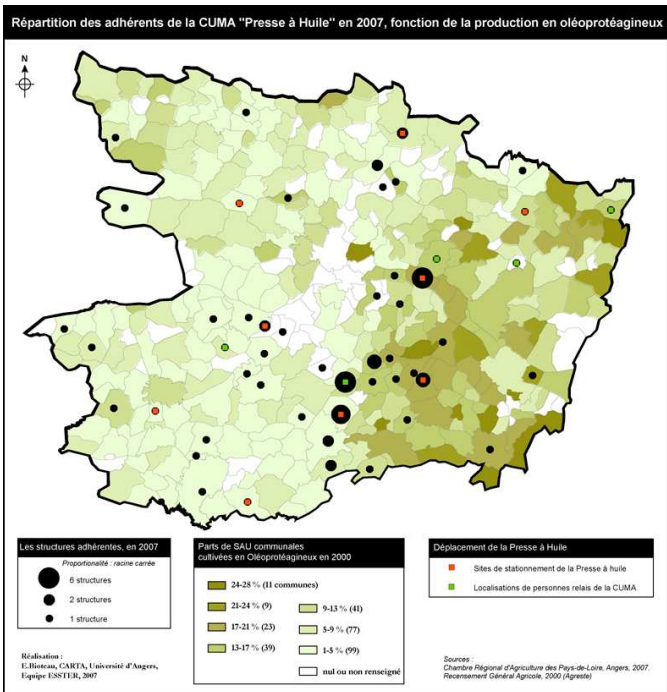 Répartition des adhérents de la CUMA "Presse à Huile" en 2007, fonction de la production en oléoprotéagineux
N
Les structures adhérentes, en 2007
Proportionalité : racine carrée
6 structures
2 structures
1 structure
Parts de SAU communales
cultivées en Oléoprotéagineux en 2000
24-28 % (11 communes)
21-24 % (9)
17-21 % (23)
13-17 % (39)
9-13 % (41)
5-9 % (77)
1-5 % (99)
nul ou non renseigné
Déplacement de la Presse à Huile
Sites de stationnement de la Presse à huile
Localisations de personnes relais de la CUMA
Réalisation :
E.Bioteau, CARTA, Université d'Angers,
Equipe ESSTER, 2007
Sources :
Chambre Régional d'Agriculture des Pays-de-Loire, Angers, 2007.
Recensement Général Agricole, 2000 (Agreste)